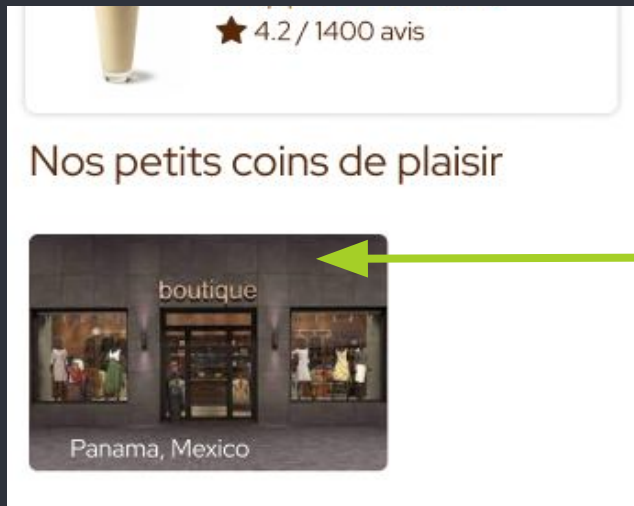 4.2 / 1400 avis
Nos petits coins de plaisir
boutique
Panama, Mexico